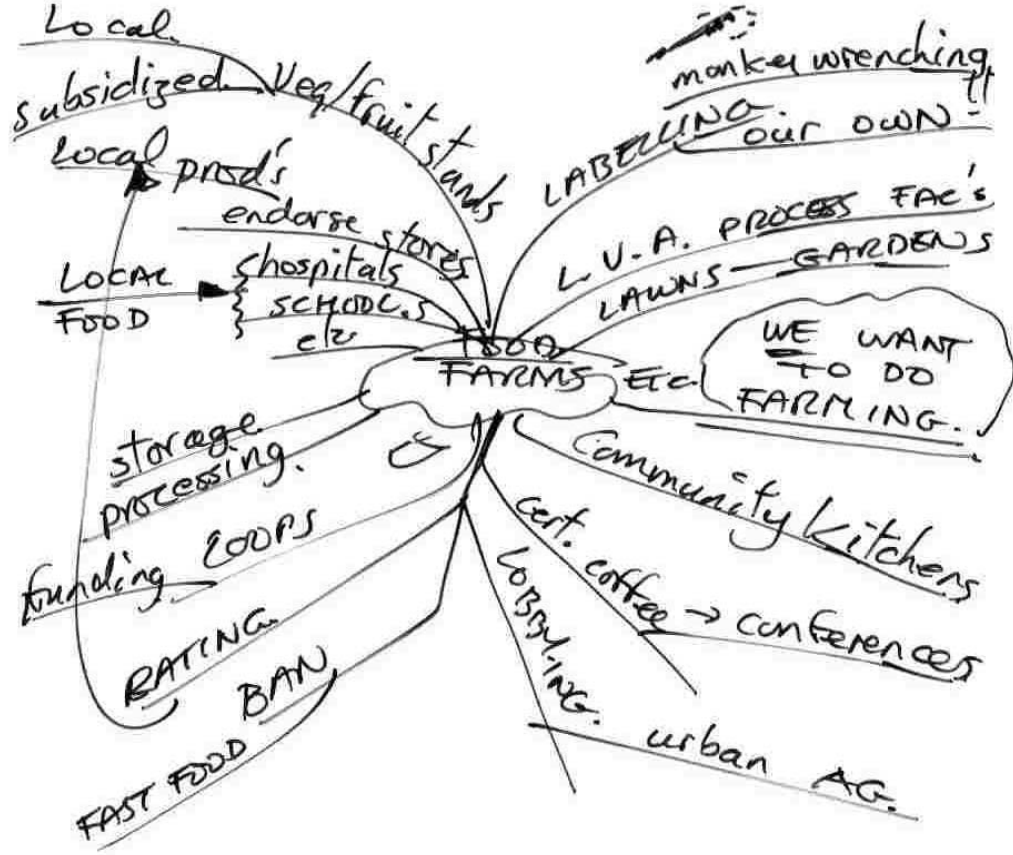 Local.
subsidized
Veg/fruit stands
Local prod's
endorse stores
LOCAL
FOOD
hospitals
SCHOOLS
etc
FOOD
FARMS
Etc.
monkey wrenching
LABELLING
our OWN
L.V.A. PROCESS FAC's
LAWNS — GARDENS
WE WANT
TO DO
FARMING.
storage
processing.
funding LOOPS
RATING.
BAN
FAST FOOD
Community Kitchens
cert. coffee → conferences
LOBBYING.
urban AG.